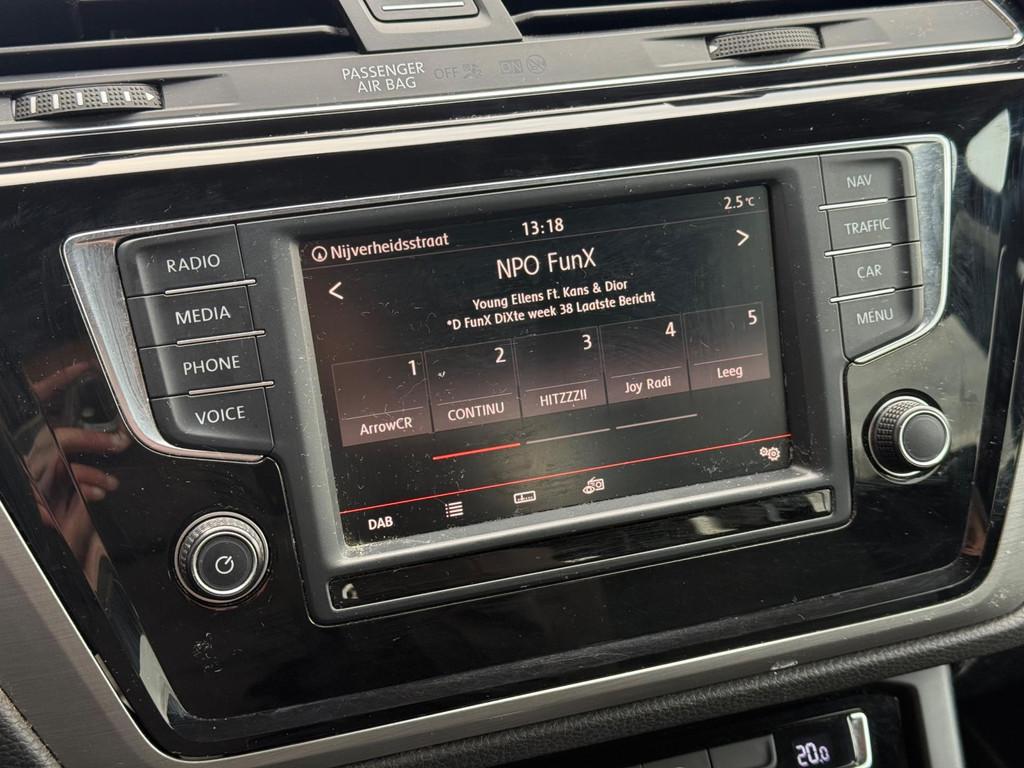 PASSENGER OFF ON
AIR BAG
RADIO
MEDIA
PHONE
VOICE
Nijverheidsstraat 13:18 2.5°C
< NPO FunX >
Young Ellens Ft. Kans & Dior
*D FunX DiXte week 38 Laatste Bericht
1 2 3 4 5
ArrowCR CONTINU HITZZZ!! Joy Radi Leeg
DAB
NAV
TRAFFIC
CAR
MENU
20.0